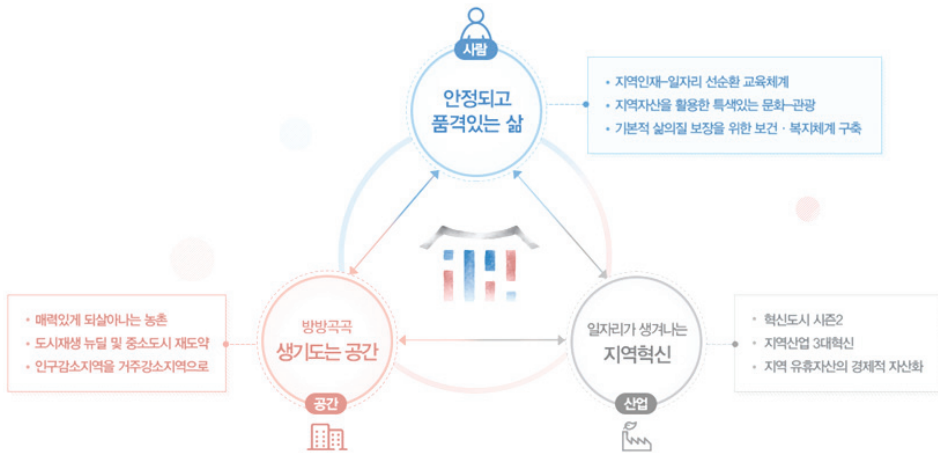 사람
안정되고
품격있는 삶
• 지역인재-일자리 선순환 교육체계
• 지역자산을 활용한 특색있는 문화-관광
• 기본적 삶의질 보장을 위한 보건 · 복지체계 구축
• 매력있게 되살아나는 농촌
• 도시재생 뉴딜 및 중소도시 재도약
• 인구감소지역을 거주강소지역으로
방방곡곡
생기도는 공간
공간
일자리가 생겨나는
지역혁신
산업
• 혁신도시 시즌2
• 지역산업 3대혁신
• 지역 유휴자산의 경제적 자산화